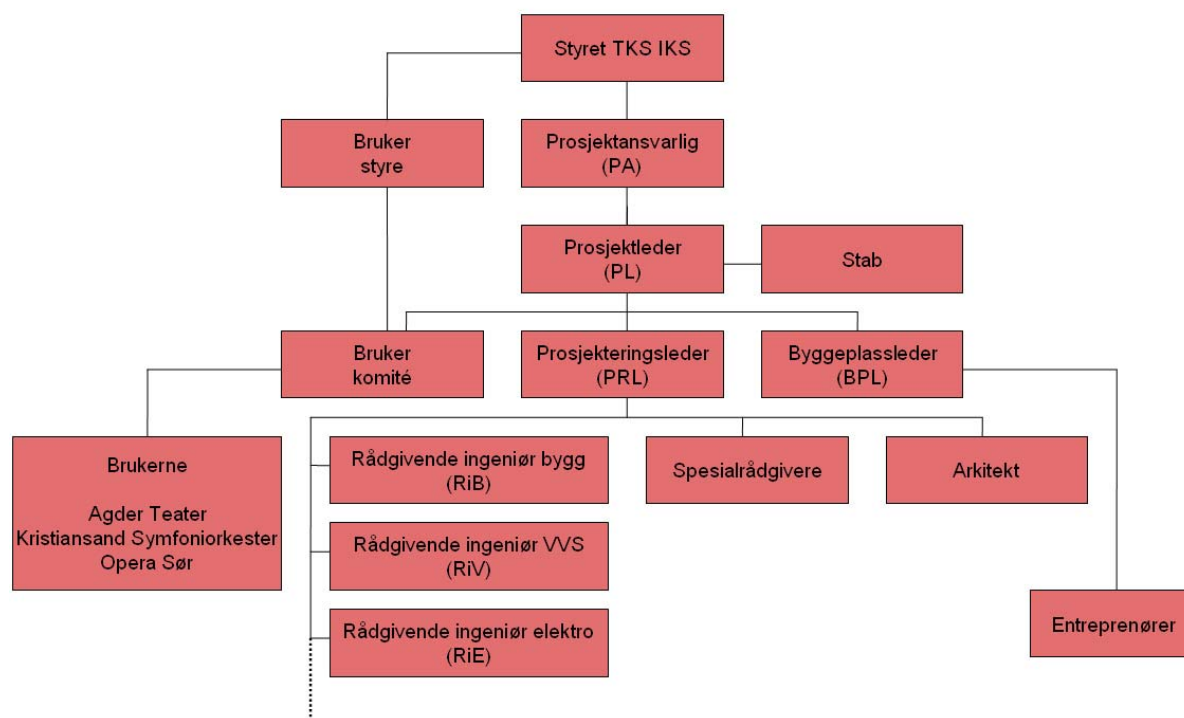 Styret TKS IKS
Bruker
styre
Prosjektansvarlig
(PA)
Prosjektleder
(PL)
Stab
Bruker
komité
Prosjekteringsleder
(PRL)
Byggeplassleder
(BPL)
Brukerne
Agder Teater
Kristiansand Symfoniorkester
Opera Sør
Rådgivende ingeniør bygg
(RiB)
Spesialrådgivere
Arkitekt
Rådgivende ingeniør VVS
(RiV)
Rådgivende ingeniør elektro
(RiE)
Entreprenører